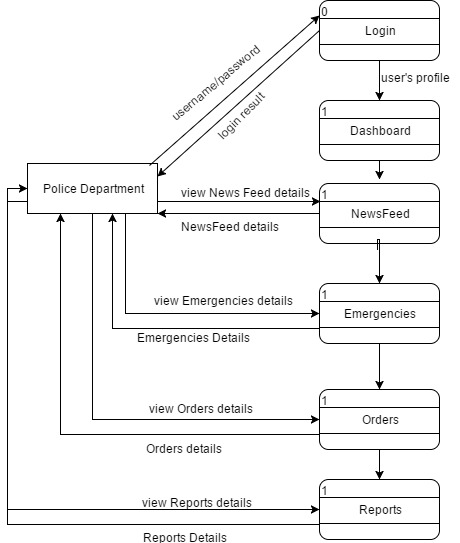 0
Login
username/password
login result
user's profile
1
Dashboard
Police Department
view News Feed details
1
NewsFeed
NewsFeed details
1
view Emergencies details
Emergencies
Emergencies Details
1
view Orders details
Orders
Orders details
1
view Reports details
Reports
Reports Details